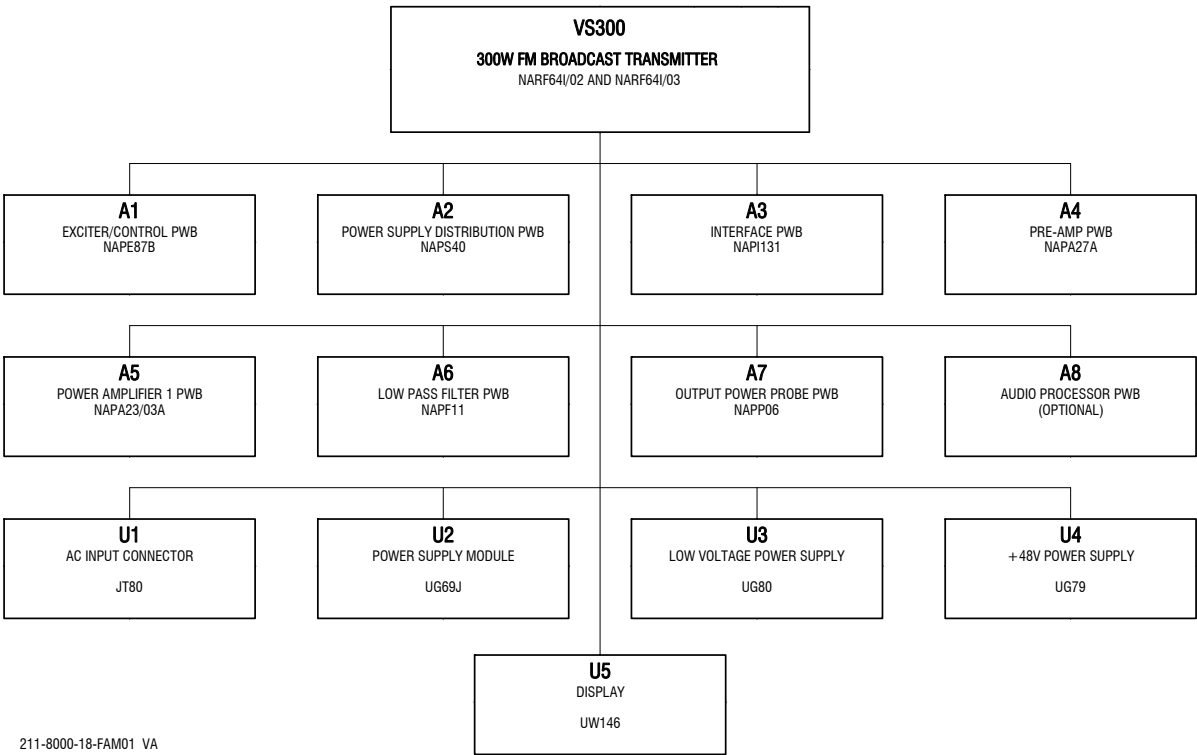 VS300
300W FM BROADCAST TRANSMITTER
NARF64I/02 AND NARF64I/03
A1
EXCITER/CONTROL PWB
NAPE87B
A2
POWER SUPPLY DISTRIBUTION PWB
NAPS40
A3
INTERFACE PWB
NAPI131
A4
PRE-AMP PWB
NAPA27A
A5
POWER AMPLIFIER 1 PWB
NAPA23/03A
A6
LOW PASS FILTER PWB
NAPF11
A7
OUTPUT POWER PROBE PWB
NAPP06
A8
AUDIO PROCESSOR PWB
(OPTIONAL)
U1
AC INPUT CONNECTOR
JT80
U2
POWER SUPPLY MODULE
UG69J
U3
LOW VOLTAGE POWER SUPPLY
UG80
U4
+48V POWER SUPPLY
UG79
U5
DISPLAY
UW146
211-8000-18-FAM01 VA